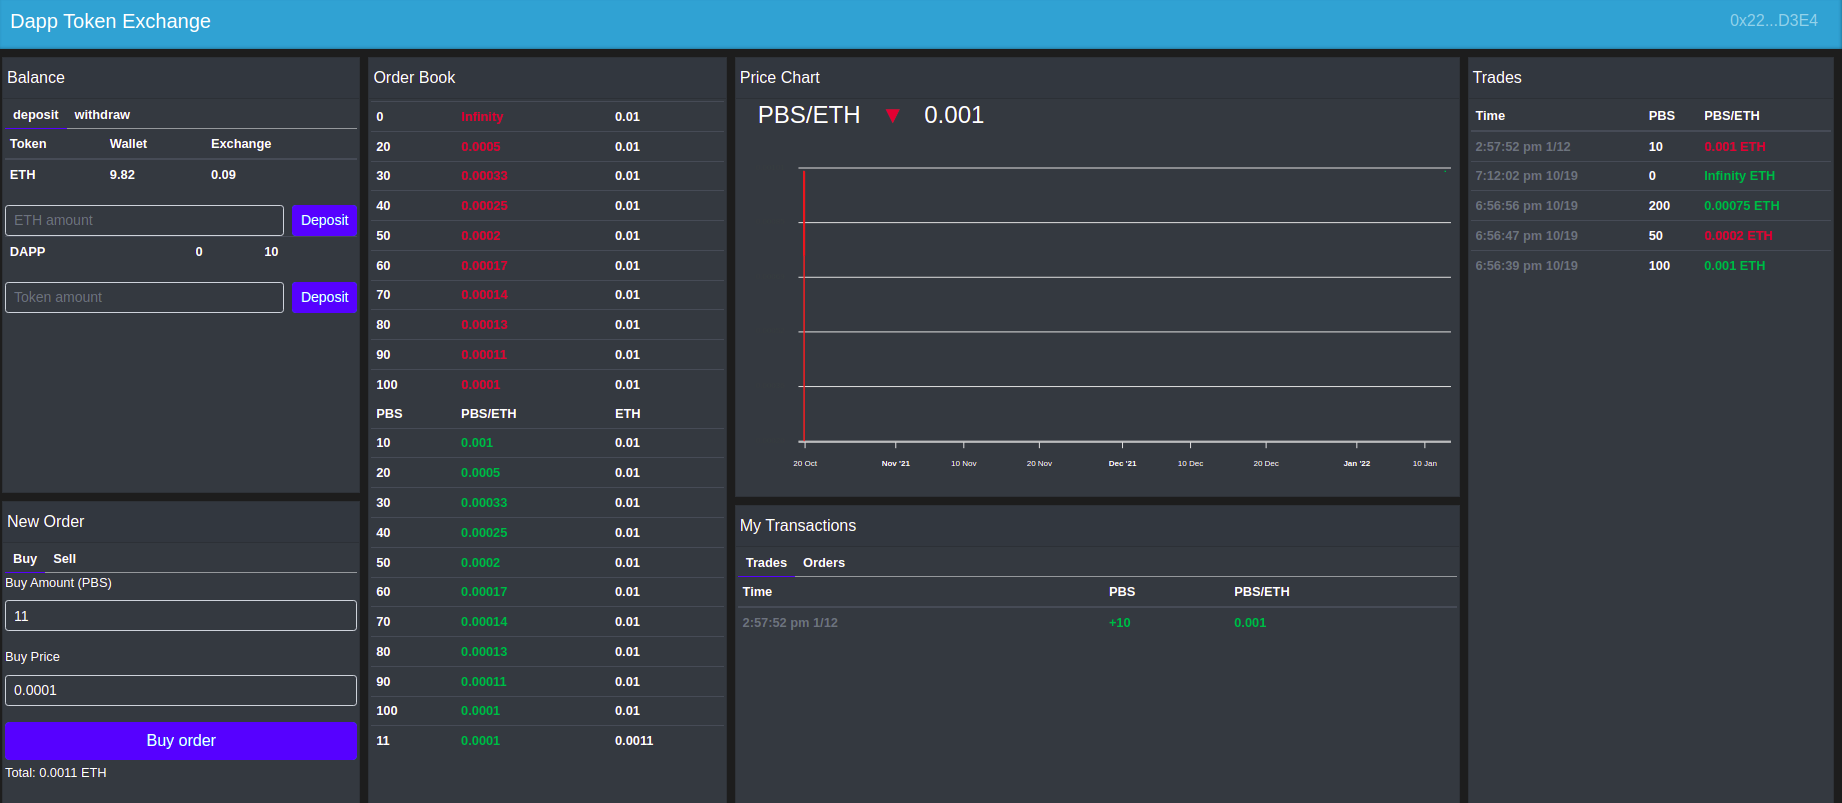 Dapp Token Exchange
0x22...D3E4
Balance
deposit withdraw
Token Wallet Exchange
ETH 9.82 0.09
ETH amount Deposit
DAPP 0 10
Token amount Deposit
New Order
Buy Sell
Buy Amount (PBS)
11
Buy Price
0.0001
Buy order
Total: 0.0011 ETH
Order Book
0 Infinity 0.01
20 0.0005 0.01
30 0.00033 0.01
40 0.00025 0.01
50 0.0002 0.01
60 0.00017 0.01
70 0.00014 0.01
80 0.00013 0.01
90 0.00011 0.01
100 0.0001 0.01
PBS PBS/ETH ETH
10 0.001 0.01
20 0.0005 0.01
30 0.00033 0.01
40 0.00025 0.01
50 0.0002 0.01
60 0.00017 0.01
70 0.00014 0.01
80 0.00013 0.01
90 0.00011 0.01
100 0.0001 0.01
11 0.0001 0.0011
Price Chart
PBS/ETH ▼ 0.001
20 Oct Nov '21 10 Nov 20 Nov Dec '21 10 Dec 20 Dec Jan '22 10 Jan
My Transactions
Trades Orders
Time PBS PBS/ETH
2:57:52 pm 1/12 +10 0.001
Trades
Time PBS PBS/ETH
2:57:52 pm 1/12 10 0.001 ETH
7:12:02 pm 10/19 0 Infinity ETH
6:56:56 pm 10/19 200 0.00075 ETH
6:56:47 pm 10/19 50 0.0002 ETH
6:56:39 pm 10/19 100 0.001 ETH